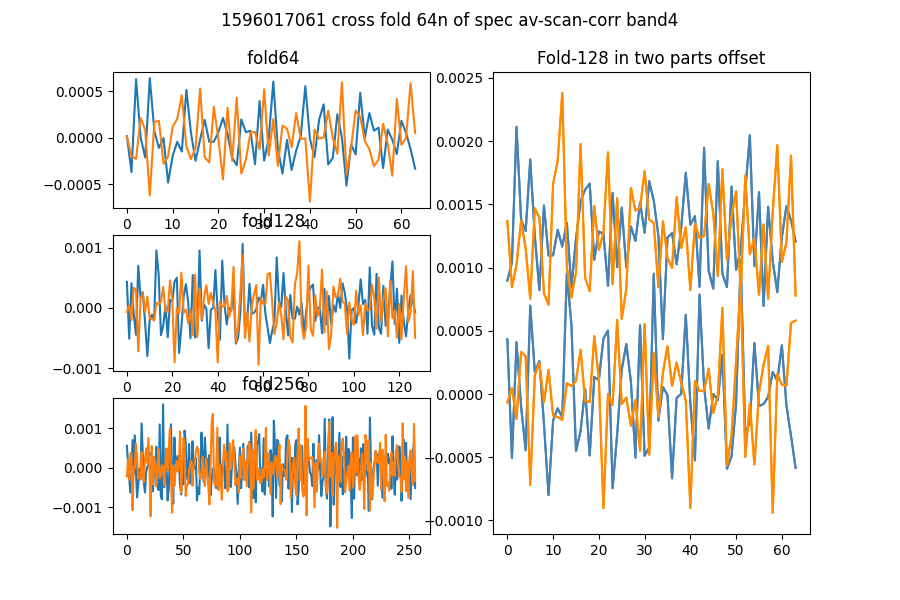 1596017061 cross fold 64n of spec av-scan-corr band4
fold64
0.0005
0.0000
−0.0005
0 10 20 30 40 50 60
fold128
0.001
0.000
−0.001
0 20 40 60 80 100 120
fold256
0.001
0.000
−0.001
0 50 100 150 200 250
Fold-128 in two parts offset
0.0025
0.0020
0.0015
0.0010
0.0005
0.0000
−0.0005
−0.0010
0 10 20 30 40 50 60